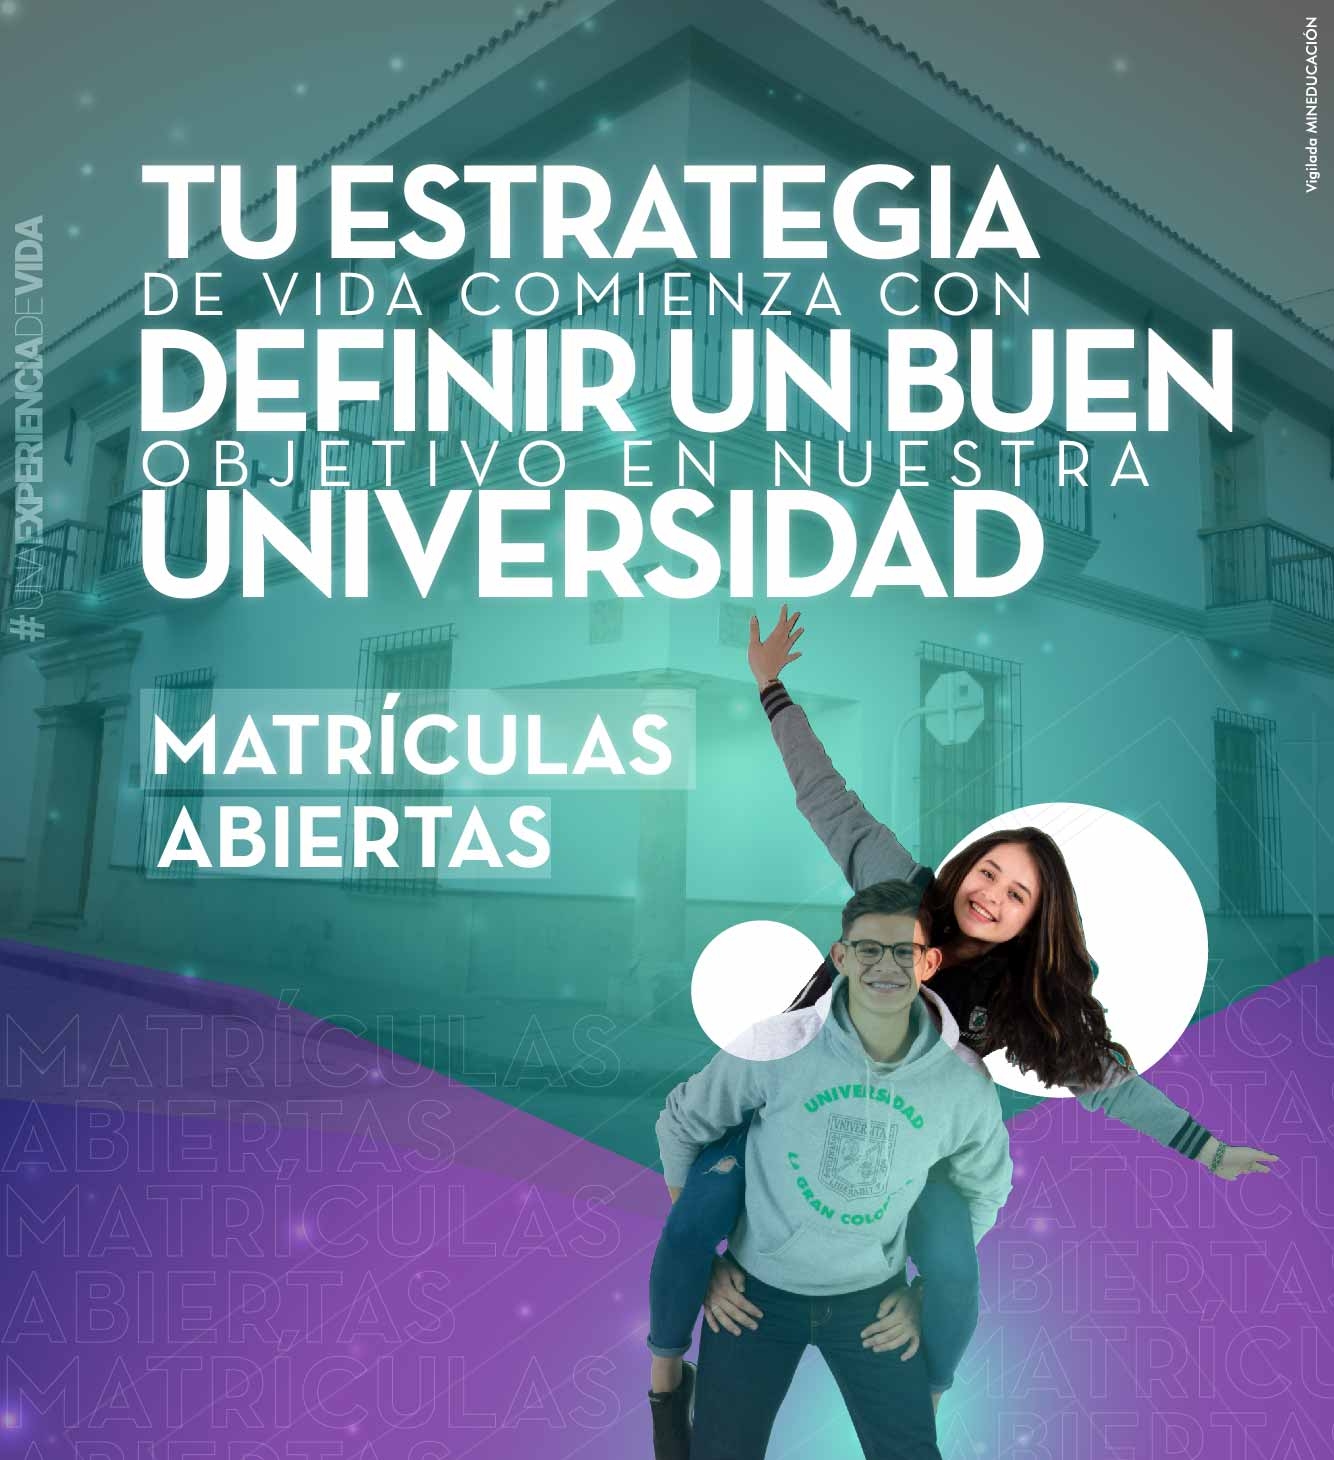 Vigilada MINEDUCACIÓN
#UNAEXPERIENCIADEVIDA
TU ESTRATEGIA
DE VIDA COMIENZA CON
DEFINIR UN BUEN
OBJETIVO EN NUESTRA
UNIVERSIDAD
MATRÍCULAS
ABIERTAS
MATRÍCULAS
ABIERTAS
MATRÍCULAS
ABIERTAS
MATRÍCULAS
UNIVERSIDAD
LA GRAN